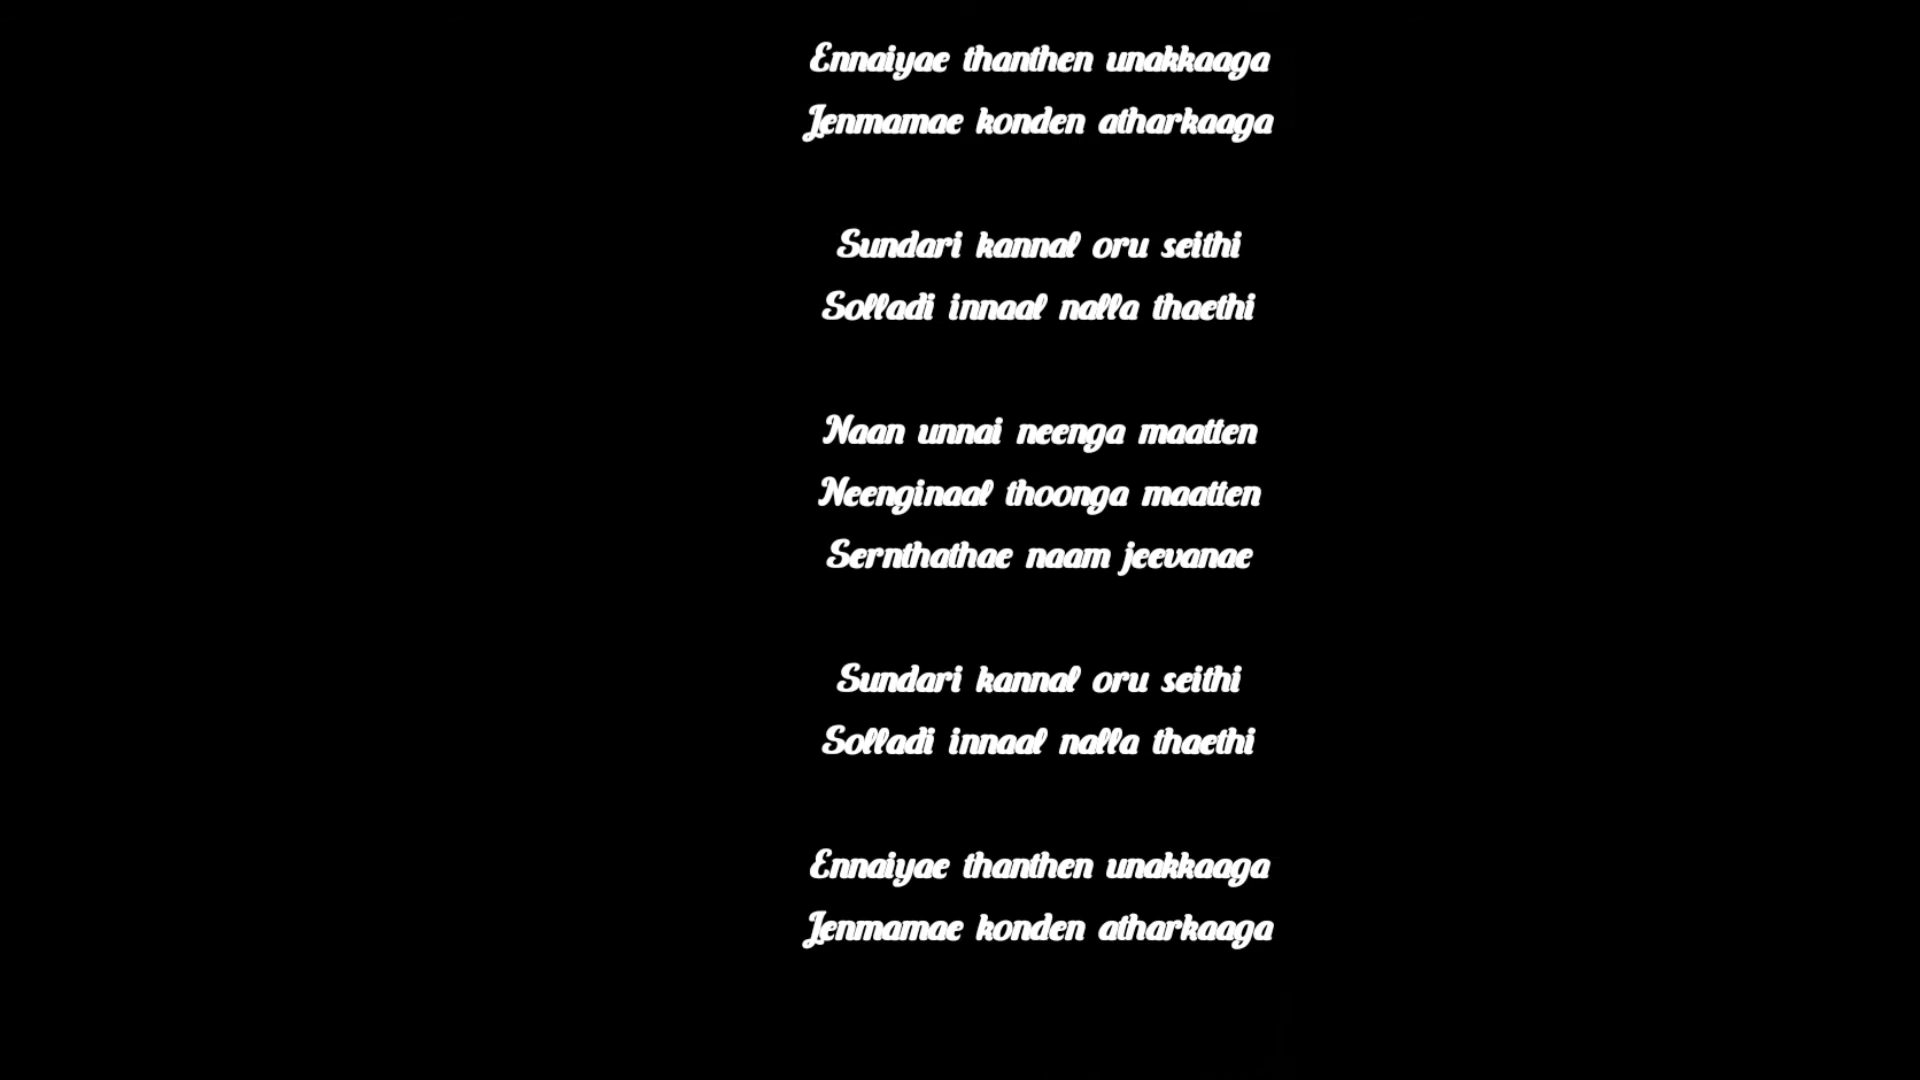 Ennaiyae thanthen unakkaaga
Jenmamae konden atharkaaga
Sundari kannal oru seithi
Solladi innaal nalla thaethi
Naan unnai neenga maatten
Neenginaal thoonga maatten
Sernthathae naam jeevanae
Sundari kannal oru seithi
Solladi innaal nalla thaethi
Ennaiyae thanthen unakkaaga
Jenmamae konden atharkaaga